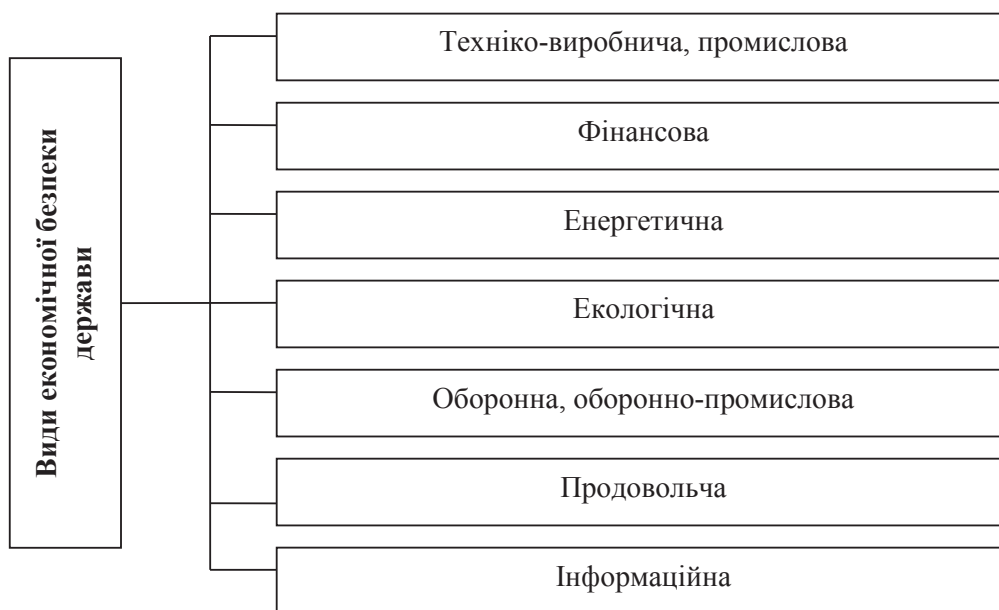 Види економічної безпеки
держави
Техніко-виробнича, промислова
Фінансова
Енергетична
Екологічна
Оборонна, оборонно-промислова
Продовольча
Інформаційна